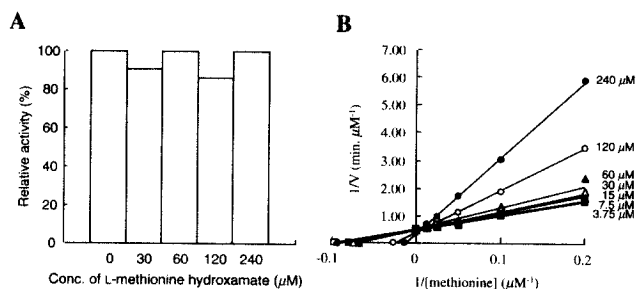 A
100
80
60
40
20
0
Relative activity (%)
0 30 60 120 240
Conc. of L-methionine hydroxamate (µM)
B
7.00
6.00
5.00
4.00
3.00
2.00
1.00
1/V (min. µM⁻¹)
-0.1 0 0.1 0.2
1/[methionine] (µM⁻¹)
240 µM
120 µM
60 µM
30 µM
15 µM
7.5 µM
3.75 µM